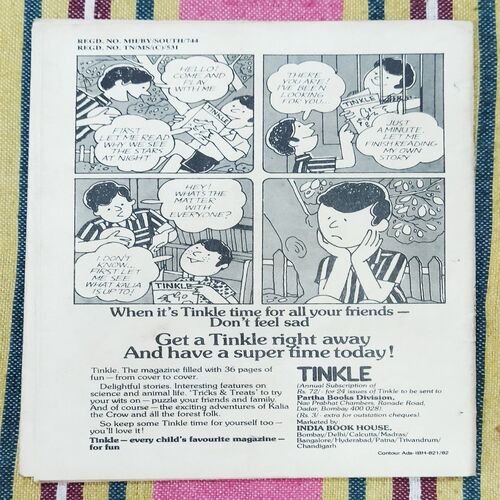 REGD. NO. MH/BY/SOUTH/744
REGD. NO. TN/MS/(C)/531
HELLO!
COME AND
PLAY
WITH ME
FIRST
LET ME READ
WHY WE SEE
THE STARS
AT NIGHT
TINKLE
THERE
YOU ARE!
I'VE BEEN
LOOKING
FOR YOU...
TINKLE
JUST
A MINUTE.
LET ME
FINISH READING
MY OWN
STORY
HEY!
WHAT'S THE
MATTER
WITH
EVERYONE?
I DON'T
KNOW...
FIRST LET
ME SEE
WHAT KALIA
IS UP TO!
TINKLE
When it's Tinkle time for all your friends —
Don't feel sad
Get a Tinkle right away
And have a super time today!
Tinkle. The magazine filled with 36 pages of
fun — from cover to cover.
Delightful stories. Interesting features on
science and animal life. 'Tricks & Treats' to try
your wits on — puzzle your friends and family.
And of course — the exciting adventures of Kalia
the Crow and all the forest folk.
So keep some Tinkle time for yourself too —
you'll love it!
Tinkle — every child's favourite magazine —
for fun
TINKLE
(Annual Subscription of
Rs. 72/- for 24 issues of Tinkle to be sent to
Partha Books Division,
Nav Prabhat Chambers, Ranade Road,
Dadar, Bombay 400 028).
(Rs. 3/- extra for outstation cheques).
Marketed by:
INDIA BOOK HOUSE,
Bombay/Delhi/Calcutta/Madras/
Bangalore/Hyderabad/Patna/Trivandrum/
Chandigarh
Contour Ads-IBH-021/82